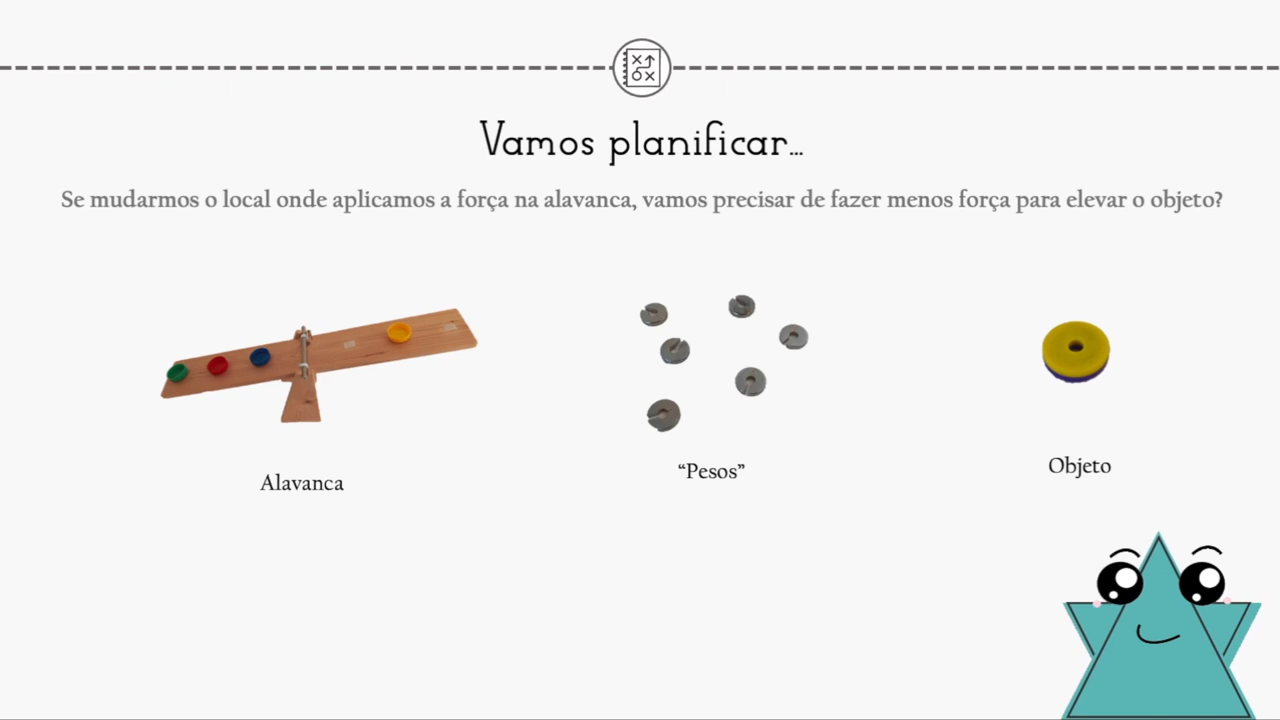 Vamos planificar...
Se mudarmos o local onde aplicamos a força na alavanca, vamos precisar de fazer menos força para elevar o objeto?
Alavanca
“Pesos”
Objeto